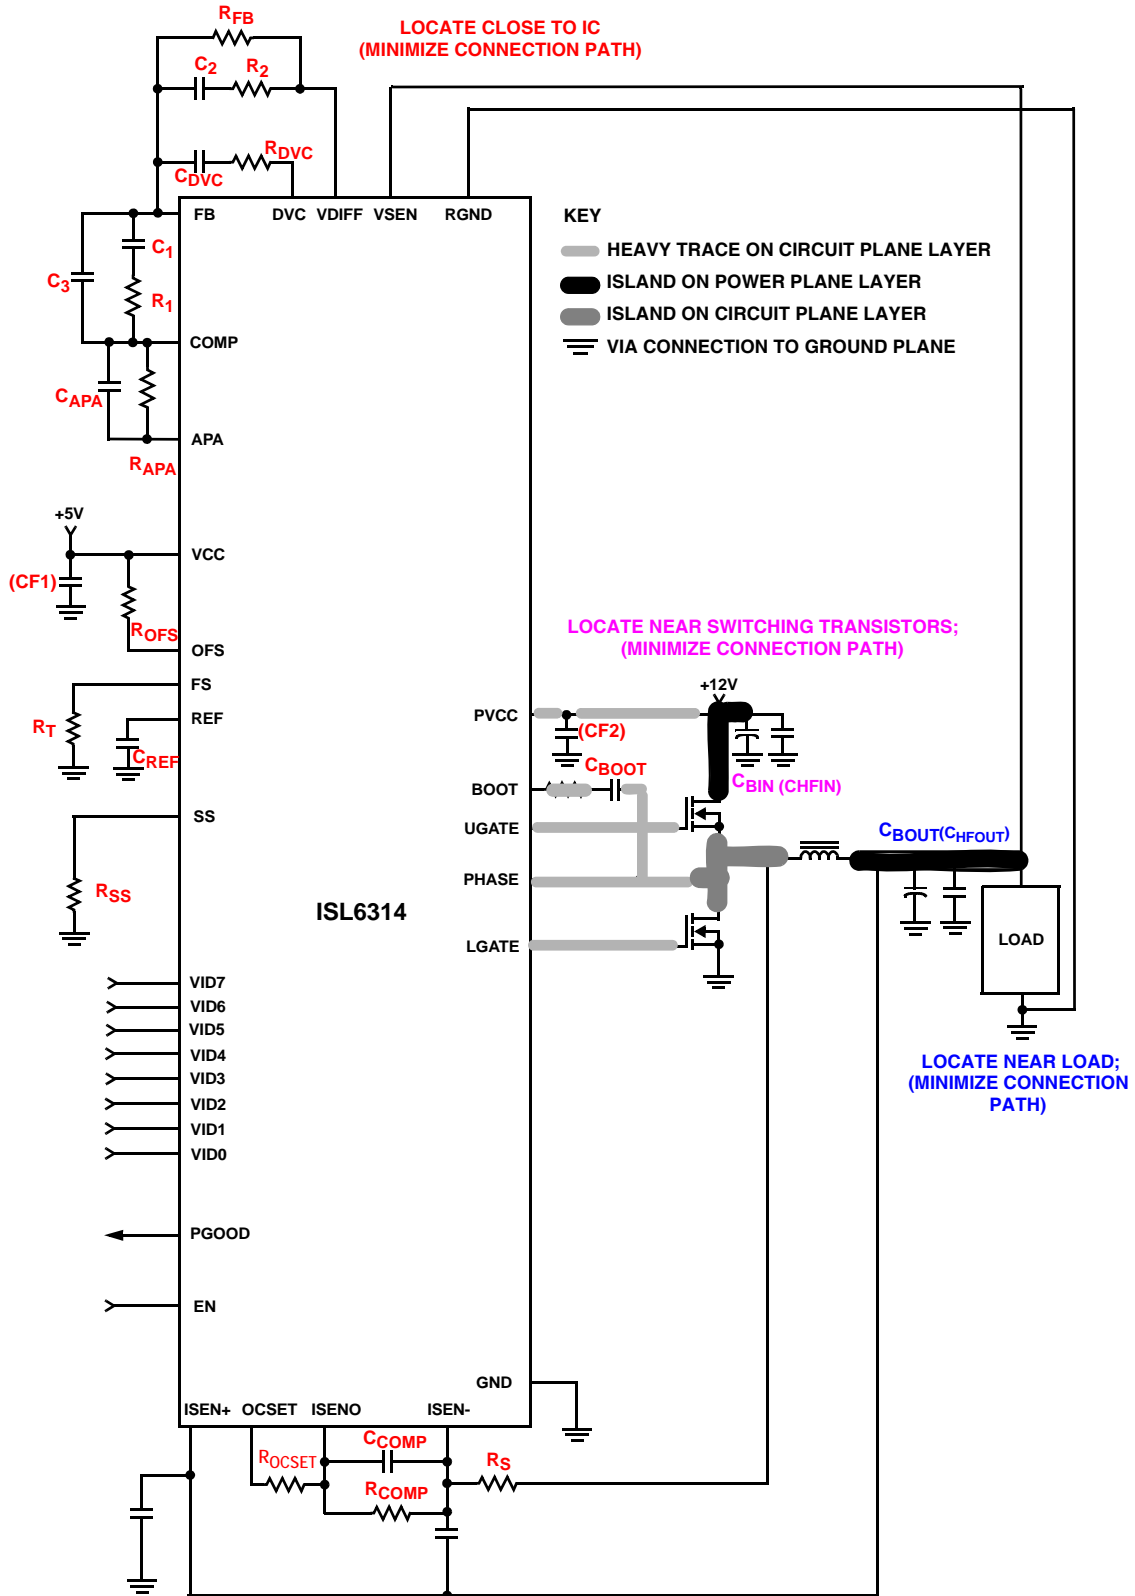 RFB
LOCATE CLOSE TO IC
(MINIMIZE CONNECTION PATH)
C2
R2
RDVC
CDVC
FB
DVC
VDIFF
VSEN
RGND
KEY
HEAVY TRACE ON CIRCUIT PLANE LAYER
ISLAND ON POWER PLANE LAYER
ISLAND ON CIRCUIT PLANE LAYER
VIA CONNECTION TO GROUND PLANE
C1
C3
R1
COMP
CAPA
APA
RAPA
+5V
VCC
(CF1)
ROFS
OFS
FS
RT
REF
CREF
SS
RSS
ISL6314
LOCATE NEAR SWITCHING TRANSISTORS;
(MINIMIZE CONNECTION PATH)
+12V
PVCC
(CF2)
CBOOT
BOOT
CBIN (CHFIN)
UGATE
CBOUT(CHFOUT)
PHASE
LGATE
LOAD
LOCATE NEAR LOAD;
(MINIMIZE CONNECTION
PATH)
VID7
VID6
VID5
VID4
VID3
VID2
VID1
VID0
PGOOD
EN
GND
ISEN+
OCSET
ISENO
ISEN-
CCOMP
ROCSET
RS
RCOMP